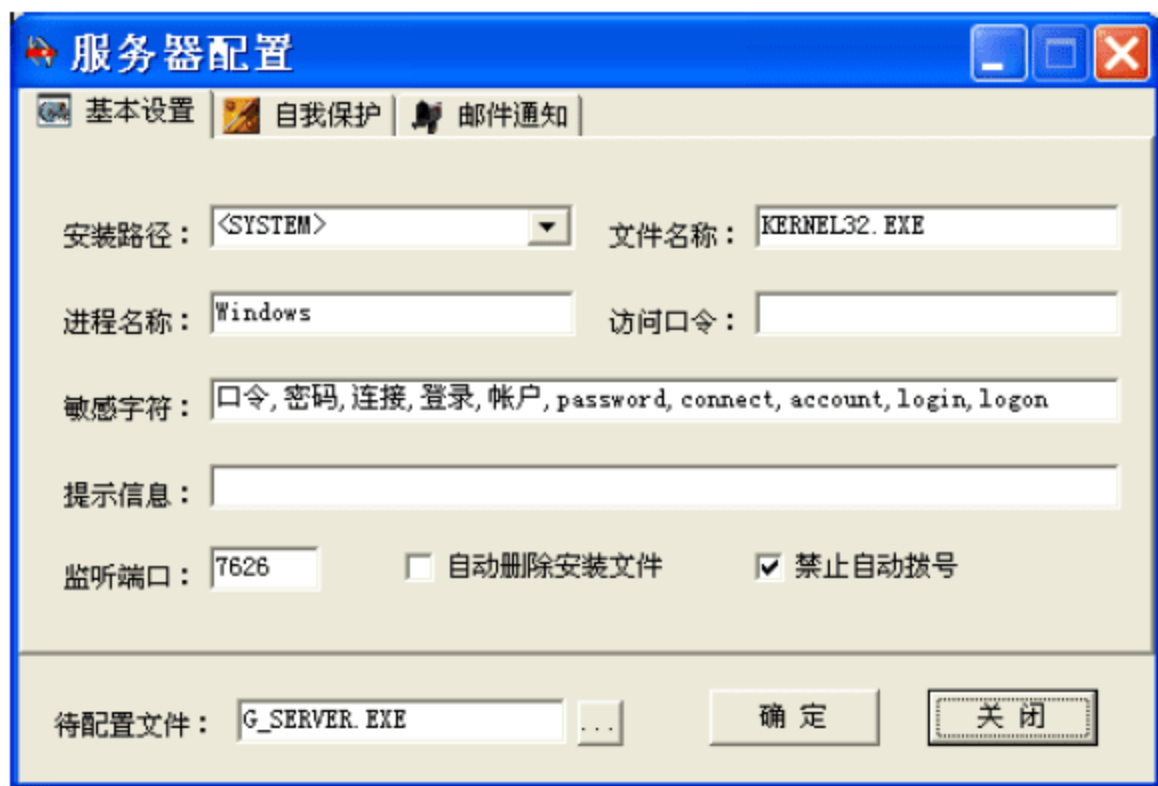 服务器配置
基本设置 自我保护 邮件通知
安装路径： <SYSTEM> 文件名称： KERNEL32.EXE
进程名称： Windows 访问口令：
敏感字符： 口令,密码,连接,登录,帐户,password,connect,account,login,logon
提示信息：
监听端口： 7626 自动删除安装文件 禁止自动拨号
待配置文件： G_SERVER.EXE ... 确 定 关 闭